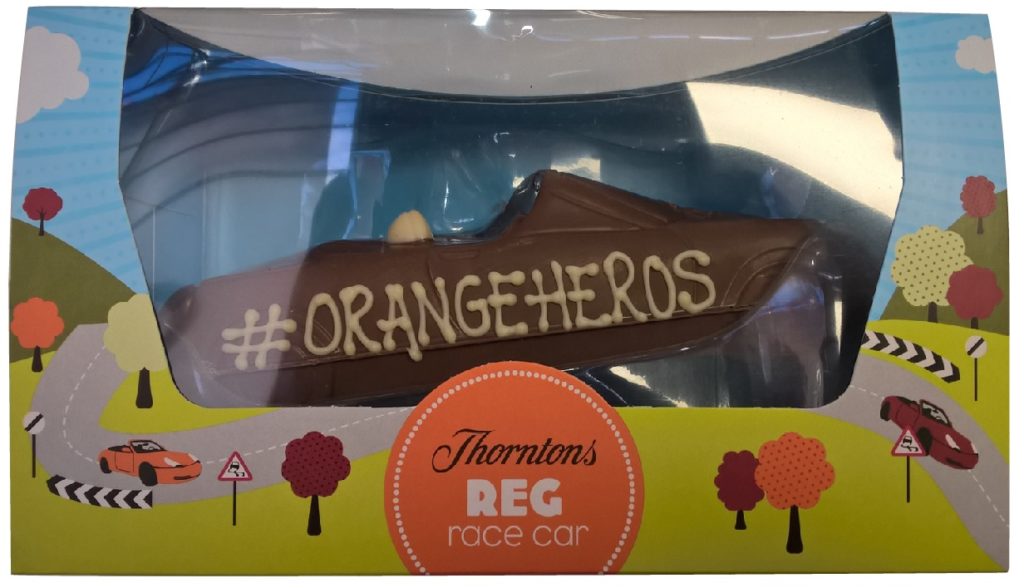 #ORANGEHEROS
Thorntons
REG
race car